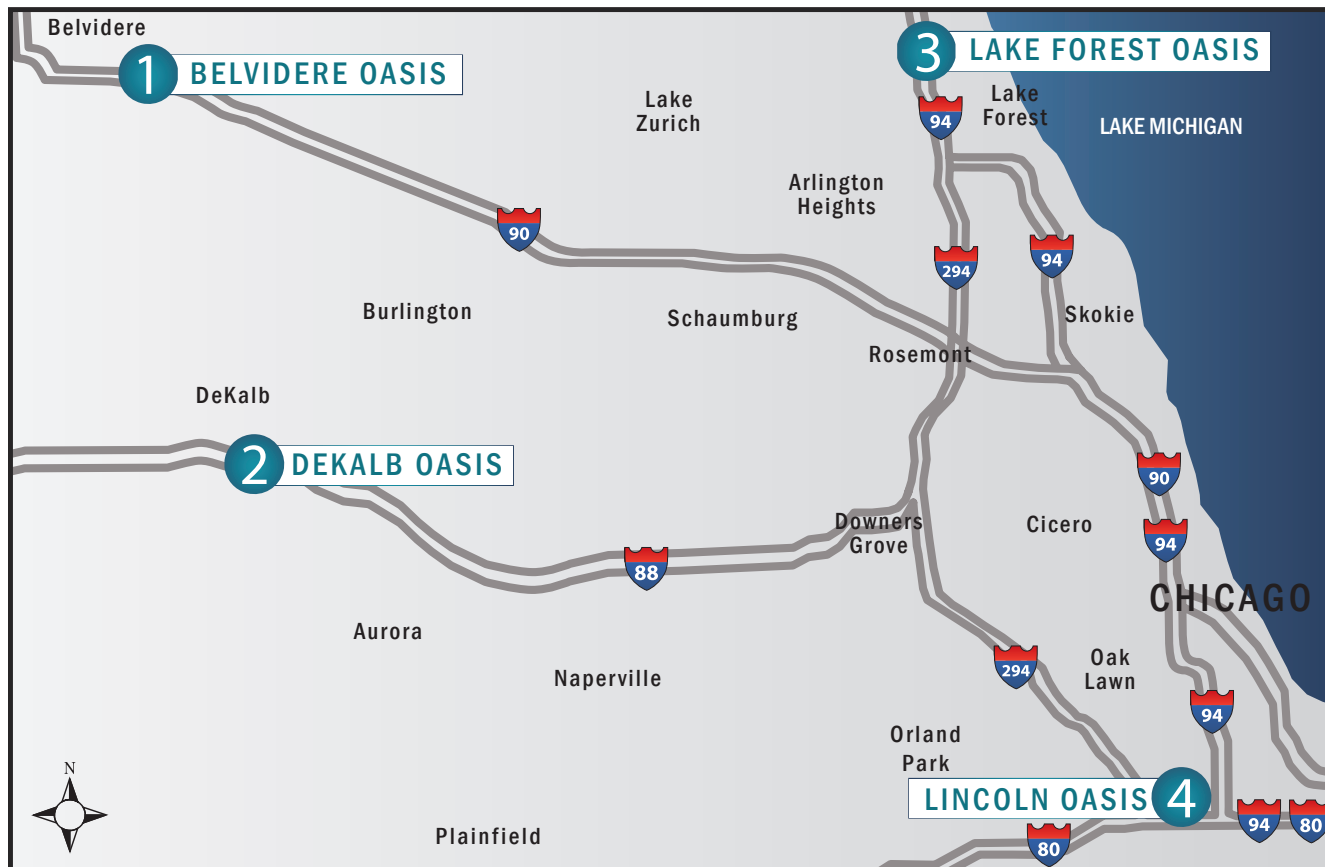 Belvidere
1 BELVIDERE OASIS
3 LAKE FOREST OASIS
Lake
Zurich
94
Lake
Forest
LAKE MICHIGAN
Arlington
Heights
90
294
94
Burlington
Schaumburg
Skokie
Rosemont
DeKalb
2 DEKALB OASIS
90
Downers
Grove
Cicero
94
88
CHICAGO
Aurora
Naperville
294
Oak
Lawn
94
Orland
Park
LINCOLN OASIS 4
N
Plainfield
80
94
80